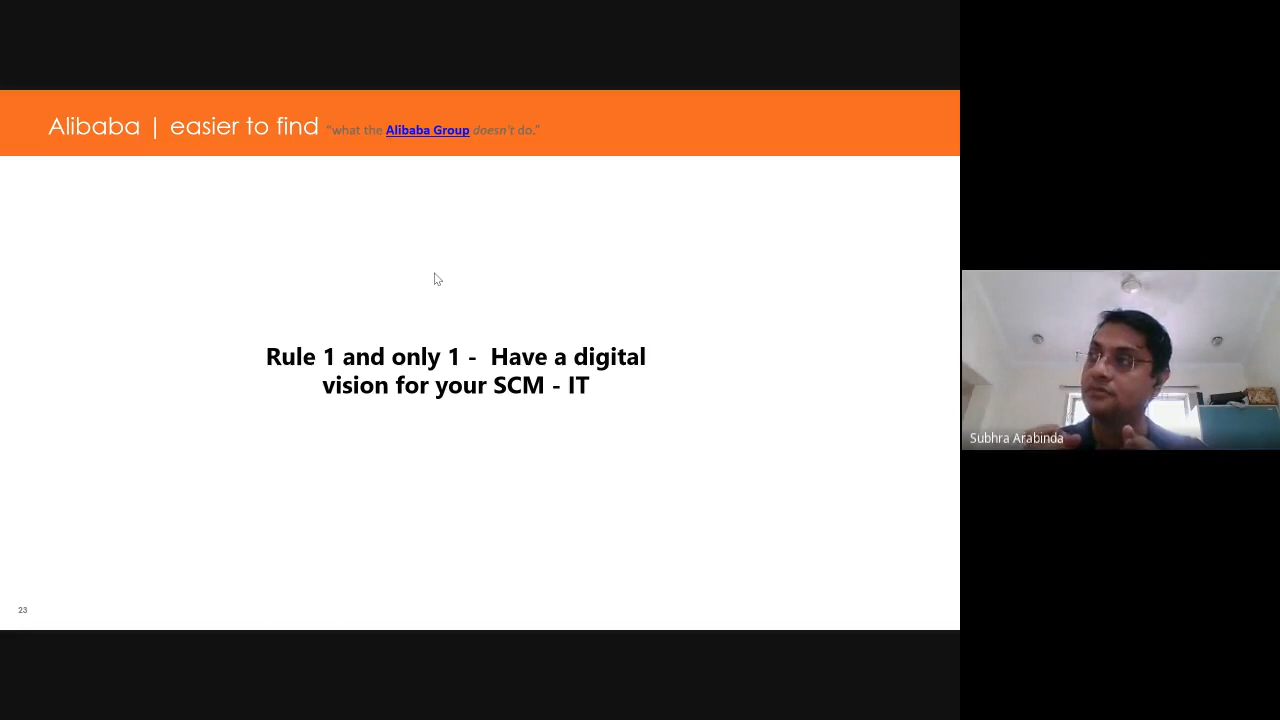 Alibaba | easier to find "what the Alibaba Group doesn't do."
Rule 1 and only 1 -  Have a digital
vision for your SCM - IT
Subhra Arabinda
23